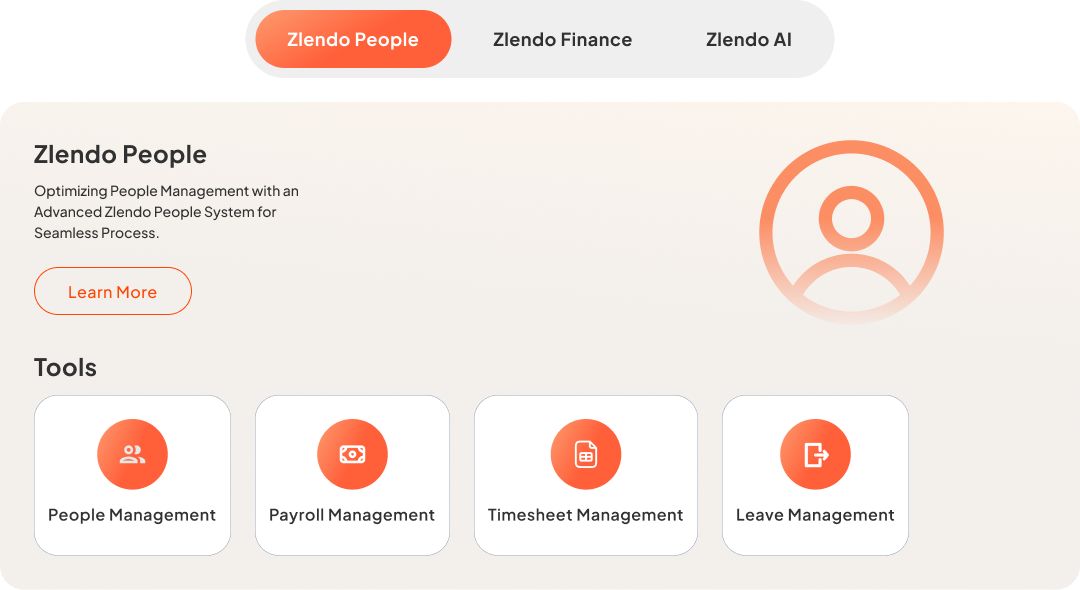 Zlendo People
Zlendo Finance
Zlendo AI
Zlendo People
Optimizing People Management with an
Advanced Zlendo People System for
Seamless Process.
Learn More
Tools
People Management
Payroll Management
Timesheet Management
Leave Management